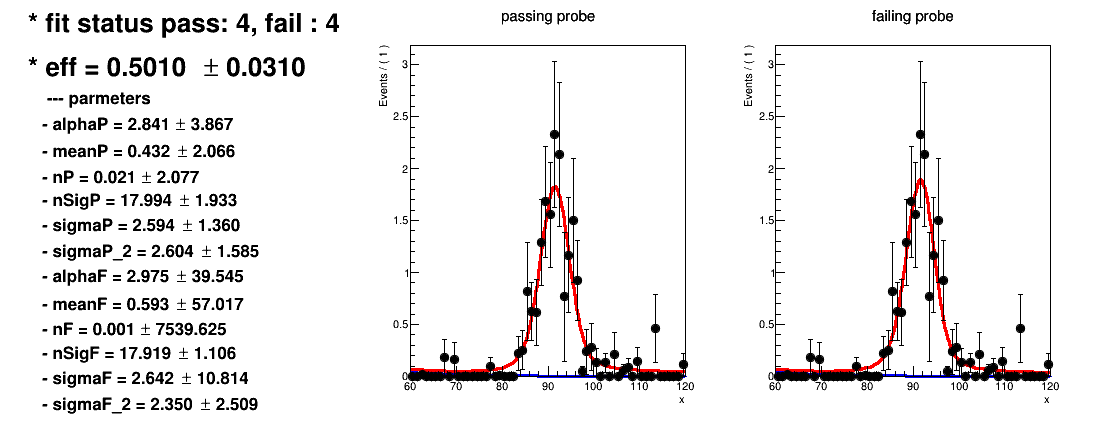 * fit status pass: 4, fail : 4
* eff = 0.5010 ± 0.0310
--- parmeters
- alphaP = 2.841 ± 3.867
- meanP = 0.432 ± 2.066
- nP = 0.021 ± 2.077
- nSigP = 17.994 ± 1.933
- sigmaP = 2.594 ± 1.360
- sigmaP_2 = 2.604 ± 1.585
- alphaF = 2.975 ± 39.545
- meanF = 0.593 ± 57.017
- nF = 0.001 ± 7539.625
- nSigF = 17.919 ± 1.106
- sigmaF = 2.642 ± 10.814
- sigmaF_2 = 2.350 ± 2.509
passing probe
Events / ( 1 )
3
2.5
2
1.5
1
0.5
0
60 70 80 90 100 110 120
x
failing probe
Events / ( 1 )
3
2.5
2
1.5
1
0.5
0
60 70 80 90 100 110 120
x